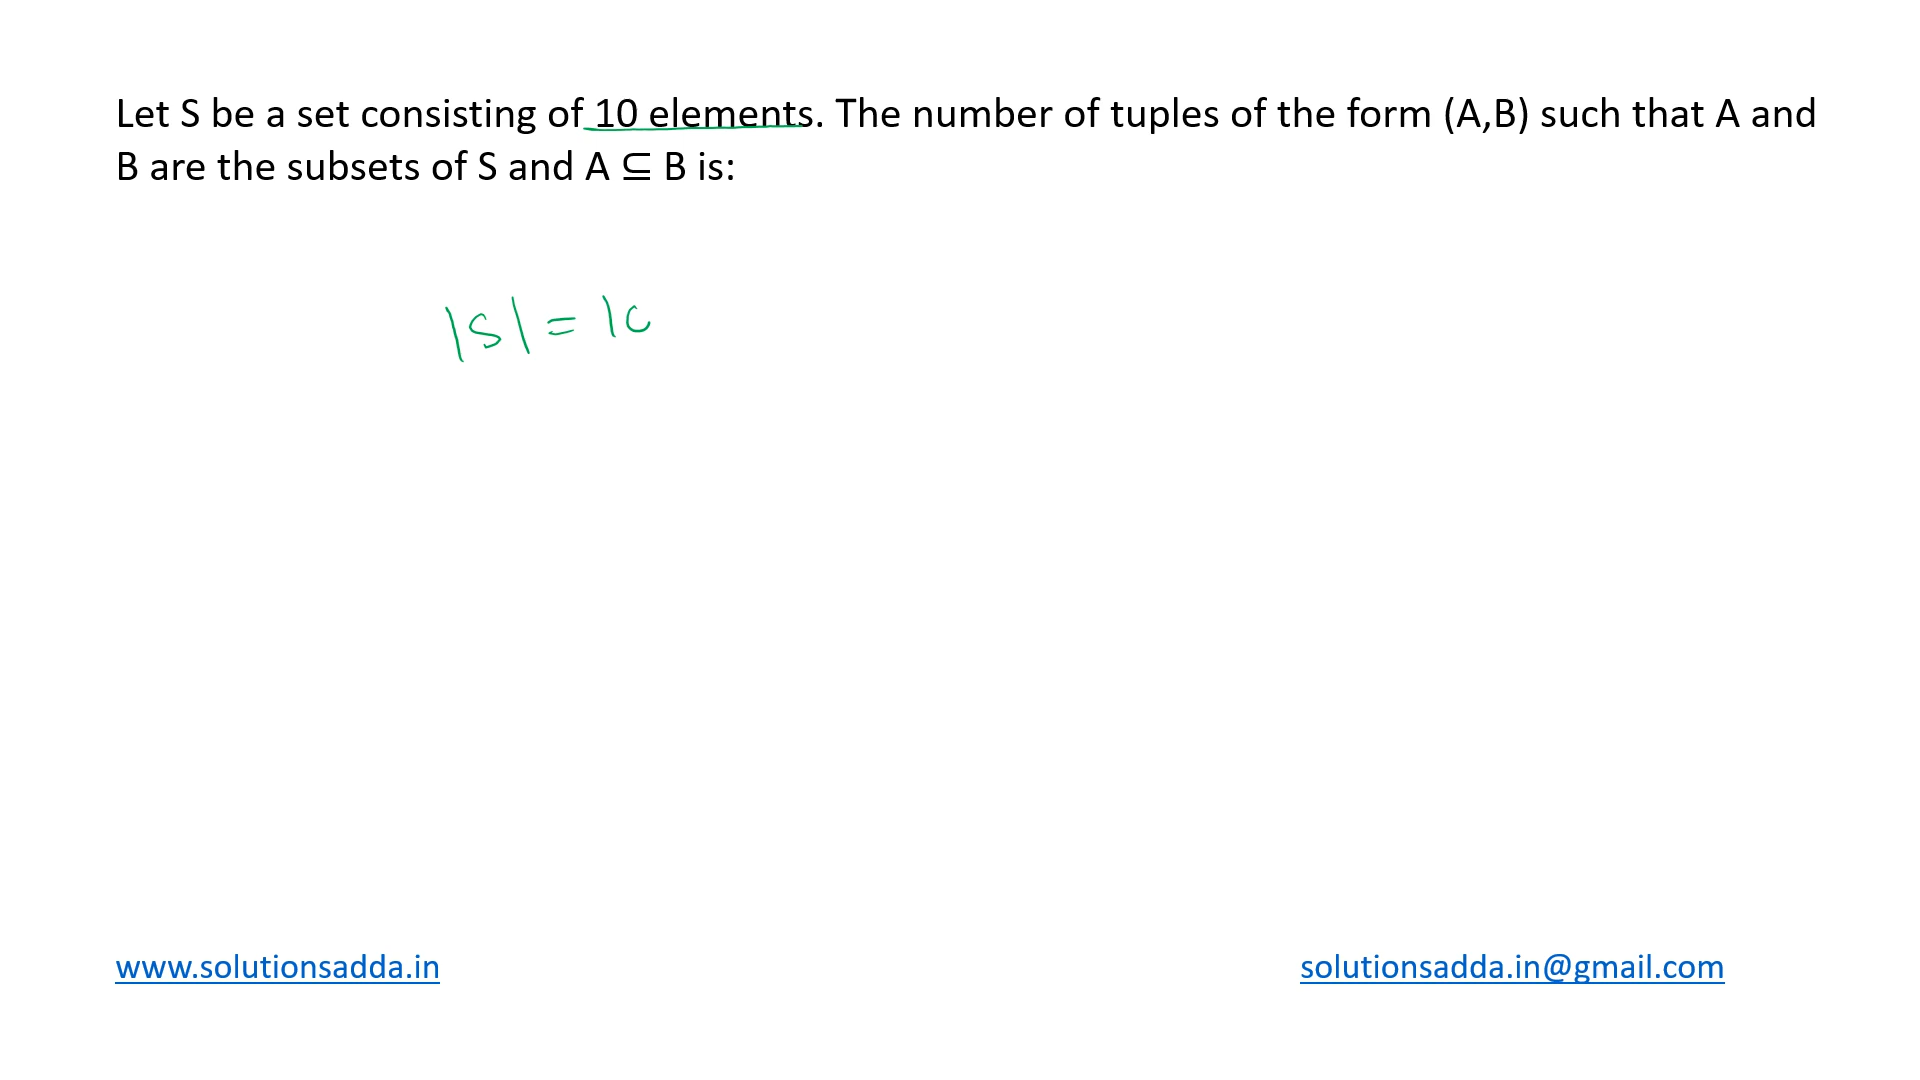 Let S be a set consisting of 10 elements. The number of tuples of the form (A,B) such that A and
B are the subsets of S and A ⊆ B is:
|S| = 10
www.solutionsadda.in
solutionsadda.in@gmail.com